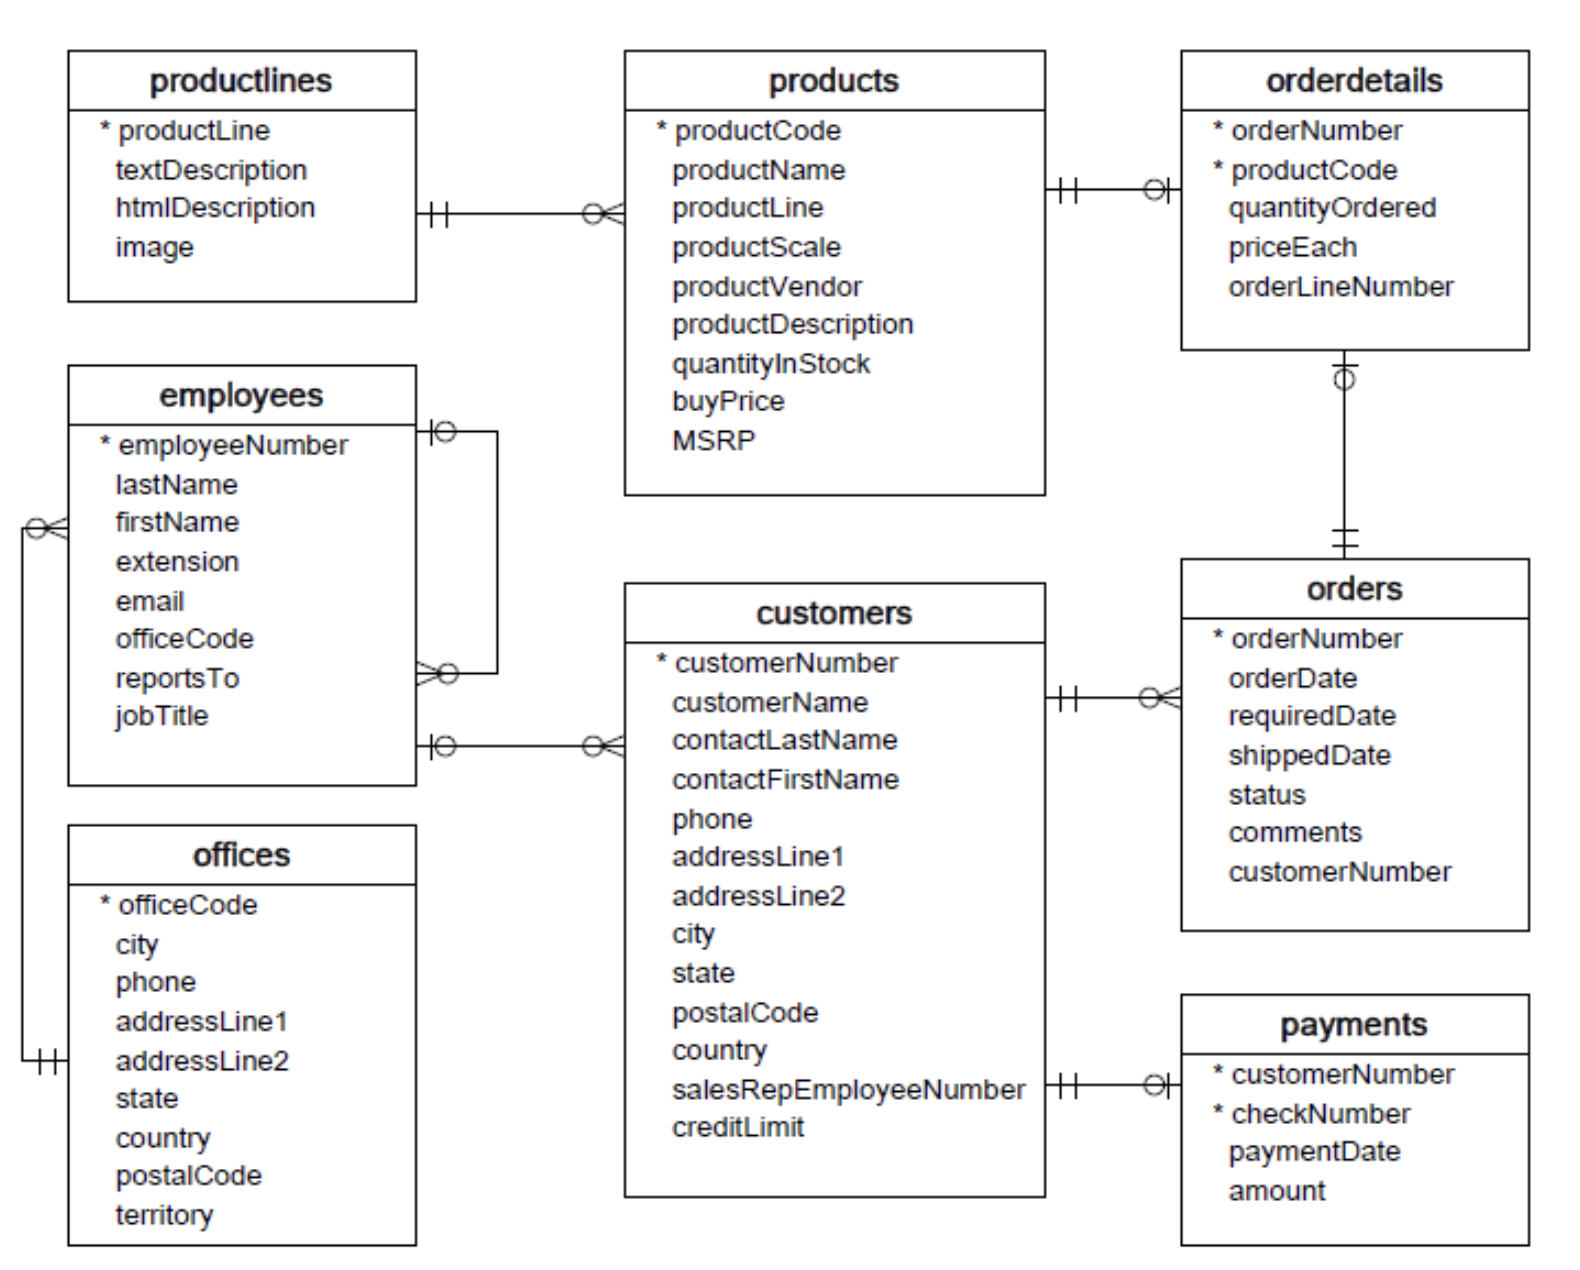 productlines
* productLine
textDescription
htmlDescription
image
products
* productCode
productName
productLine
productScale
productVendor
productDescription
quantityInStock
buyPrice
MSRP
orderdetails
* orderNumber
* productCode
quantityOrdered
priceEach
orderLineNumber
employees
* employeeNumber
lastName
firstName
extension
email
officeCode
reportsTo
jobTitle
customers
* customerNumber
customerName
contactLastName
contactFirstName
phone
addressLine1
addressLine2
city
state
postalCode
country
salesRepEmployeeNumber
creditLimit
orders
* orderNumber
orderDate
requiredDate
shippedDate
status
comments
customerNumber
offices
* officeCode
city
phone
addressLine1
addressLine2
state
country
postalCode
territory
payments
* customerNumber
* checkNumber
paymentDate
amount